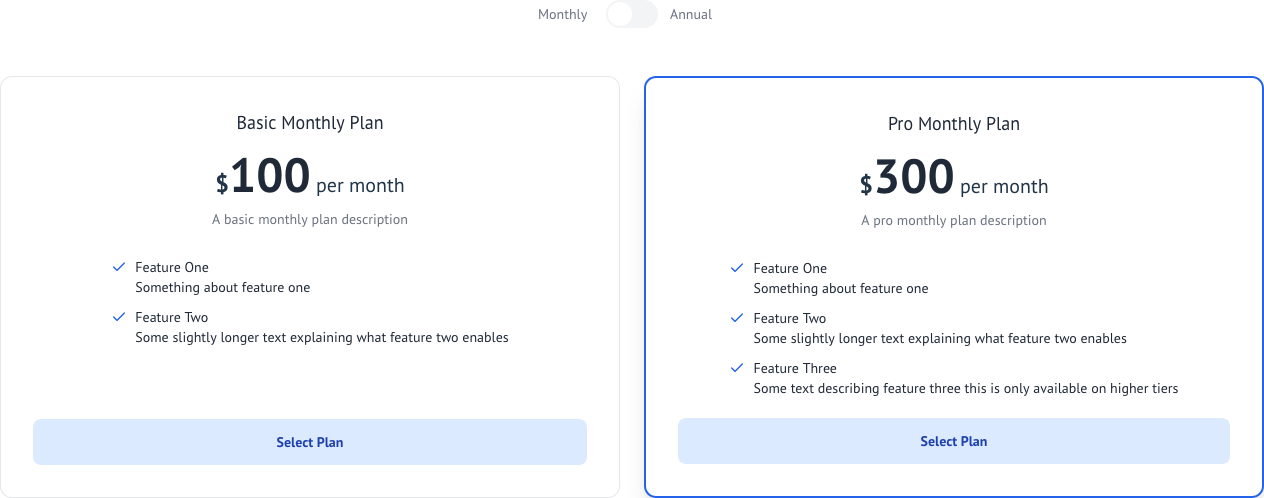 Monthly Annual
Basic Monthly Plan
$100 per month
A basic monthly plan description
Feature One
Something about feature one
Feature Two
Some slightly longer text explaining what feature two enables
Select Plan
Pro Monthly Plan
$300 per month
A pro monthly plan description
Feature One
Something about feature one
Feature Two
Some slightly longer text explaining what feature two enables
Feature Three
Some text describing feature three this is only available on higher tiers
Select Plan